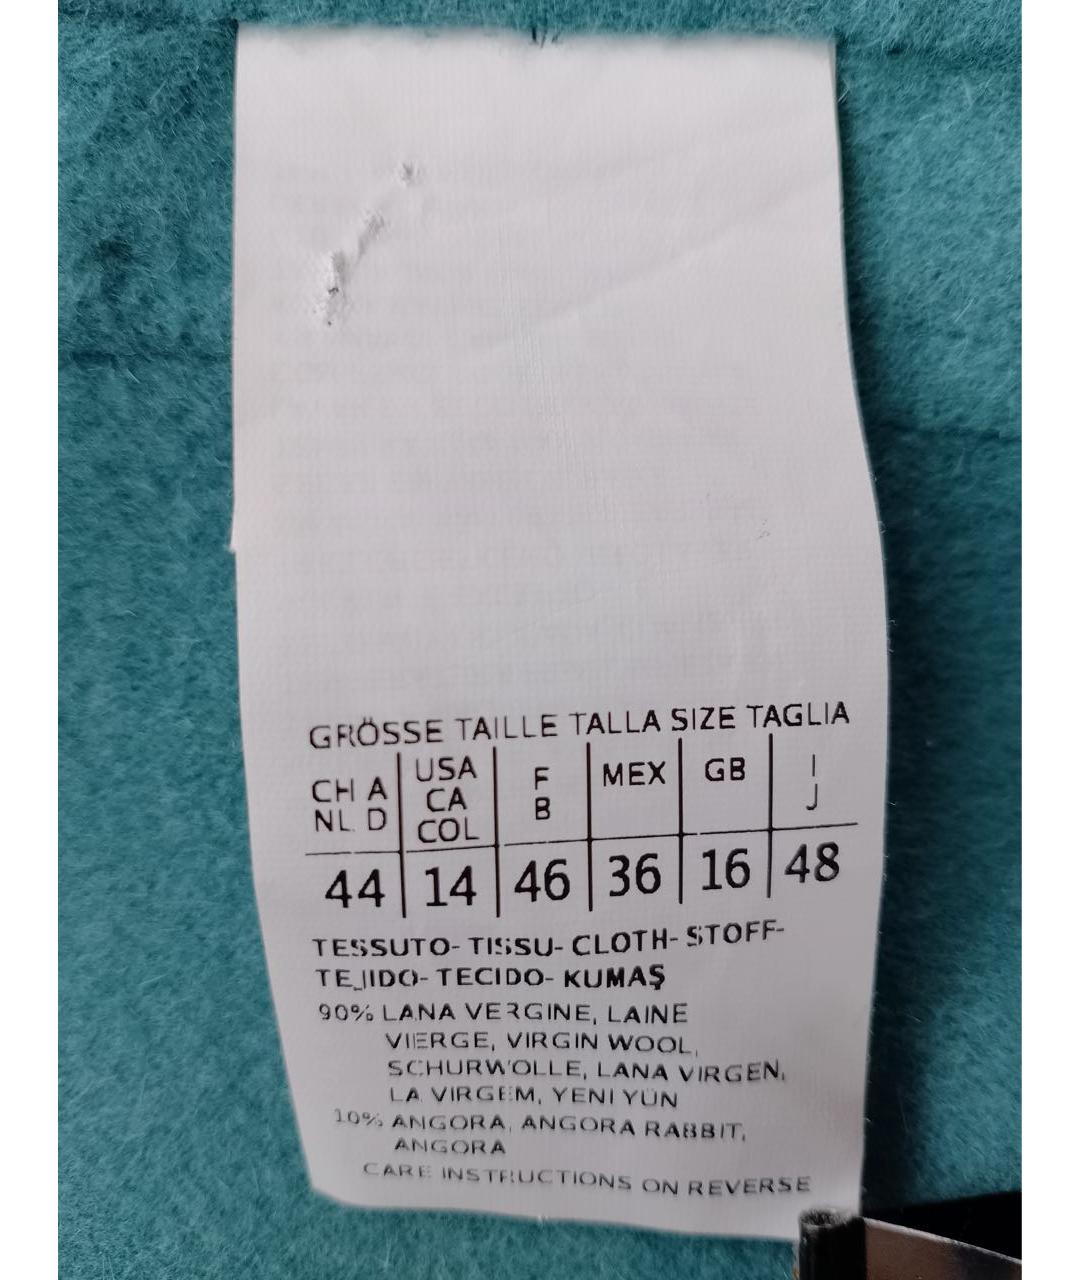 GRÖSSE TAILLE TALLA SIZE TAGLIA
CH A NL D
USA CA COL
F B
MEX
GB
I J
44 14 46 36 16 48
TESSUTO- TISSU- CLOTH- STOFF-
TEJIDO- TECIDO- KUMAŞ
90% LANA VERGINE, LAINE
VIERGE, VIRGIN WOOL,
SCHURWOLLE, LANA VIRGEN,
LA VIRGEM, YENI YÜN
10% ANGORA, ANGORA RABBIT,
ANGORA
CARE INSTRUCTIONS ON REVERSE